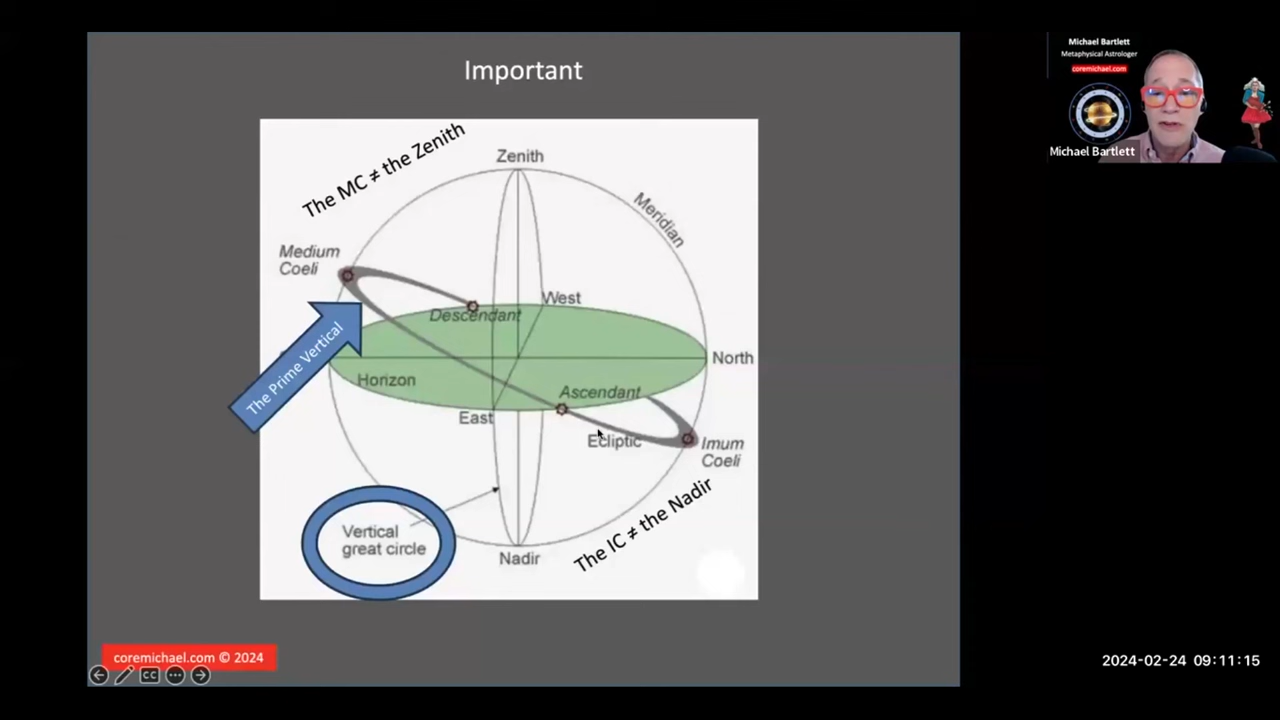 Important
The MC ≠ the Zenith
Zenith
Meridian
Medium
Coeli
West
Descendant
The Prime Vertical
North
Horizon
Ascendant
East
Ecliptic
Imum
Coeli
The IC ≠ the Nadir
Vertical
great circle
Nadir
coremichael.com © 2024
CC
Michael Bartlett
Metaphysical Astrologer
coremichael.com
Michael Bartlett
2024-02-24 09:11:15